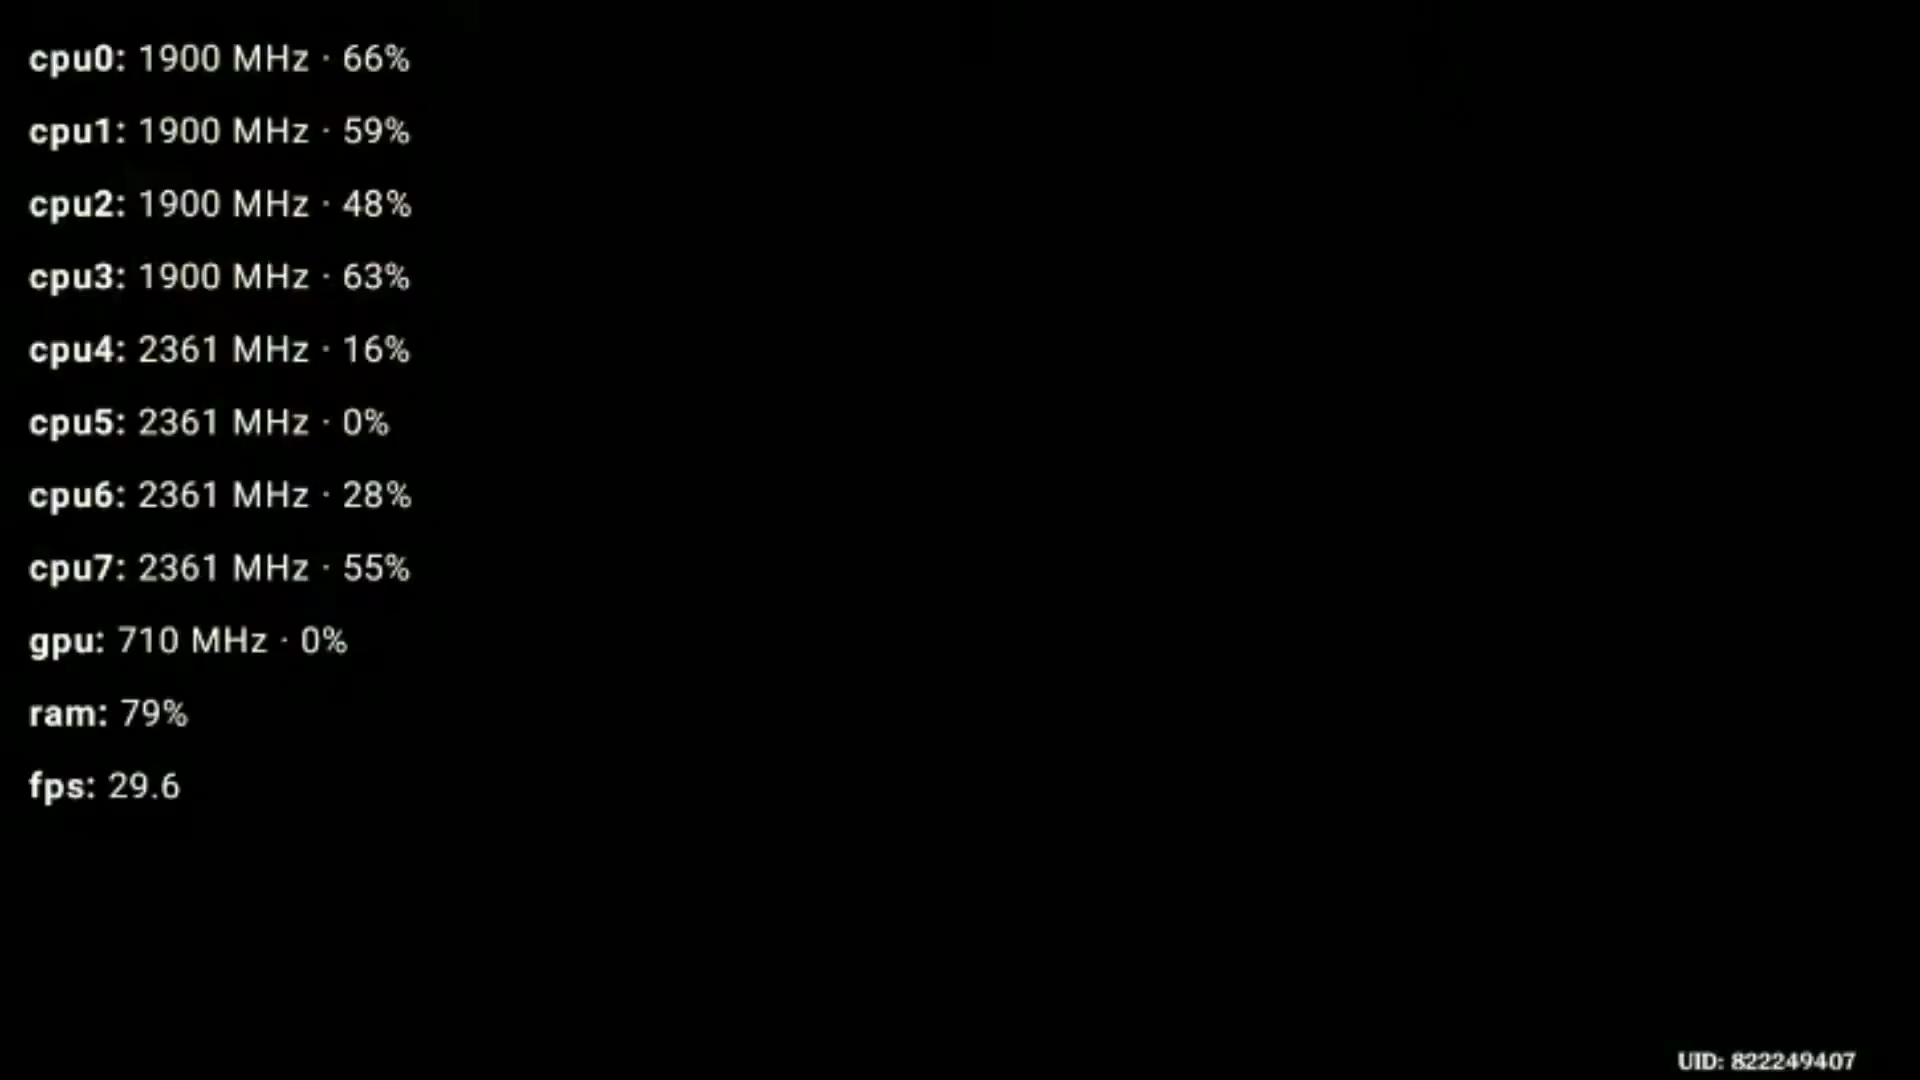 cpu0: 1900 MHz · 66%
cpu1: 1900 MHz · 59%
cpu2: 1900 MHz · 48%
cpu3: 1900 MHz · 63%
cpu4: 2361 MHz · 16%
cpu5: 2361 MHz · 0%
cpu6: 2361 MHz · 28%
cpu7: 2361 MHz · 55%
gpu: 710 MHz · 0%
ram: 79%
fps: 29.6
UID: 822249407